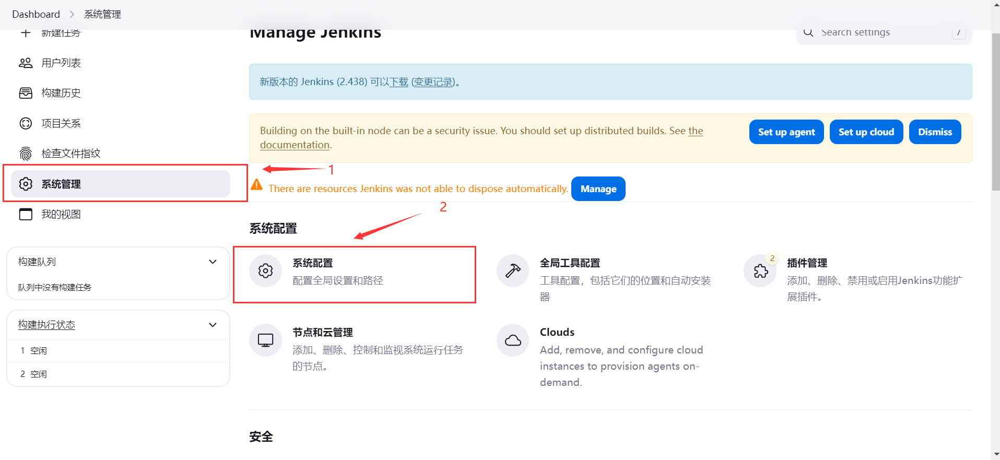 Dashboard > 系统管理
新建任务
用户列表
构建历史
项目关系
检查文件指纹
系统管理
我的视图
构建队列
队列中没有构建任务
构建执行状态
1 空闲
2 空闲
Manage Jenkins
Search settings /
新版本的 Jenkins (2.438) 可以下载 (变更记录)。
Building on the built-in node can be a security issue. You should set up distributed builds. See the
documentation.
Set up agent
Set up cloud
Dismiss
1
There are resources Jenkins was not able to dispose automatically.
Manage
2
系统配置
系统配置
配置全局设置和路径
全局工具配置
工具配置，包括它们的位置和自动安装
器
2
插件管理
添加、删除、禁用或启用Jenkins功能扩
展插件。
节点和云管理
添加、删除、控制和监视系统运行任务
的节点。
Clouds
Add, remove, and configure cloud
instances to provision agents on-
demand.
安全